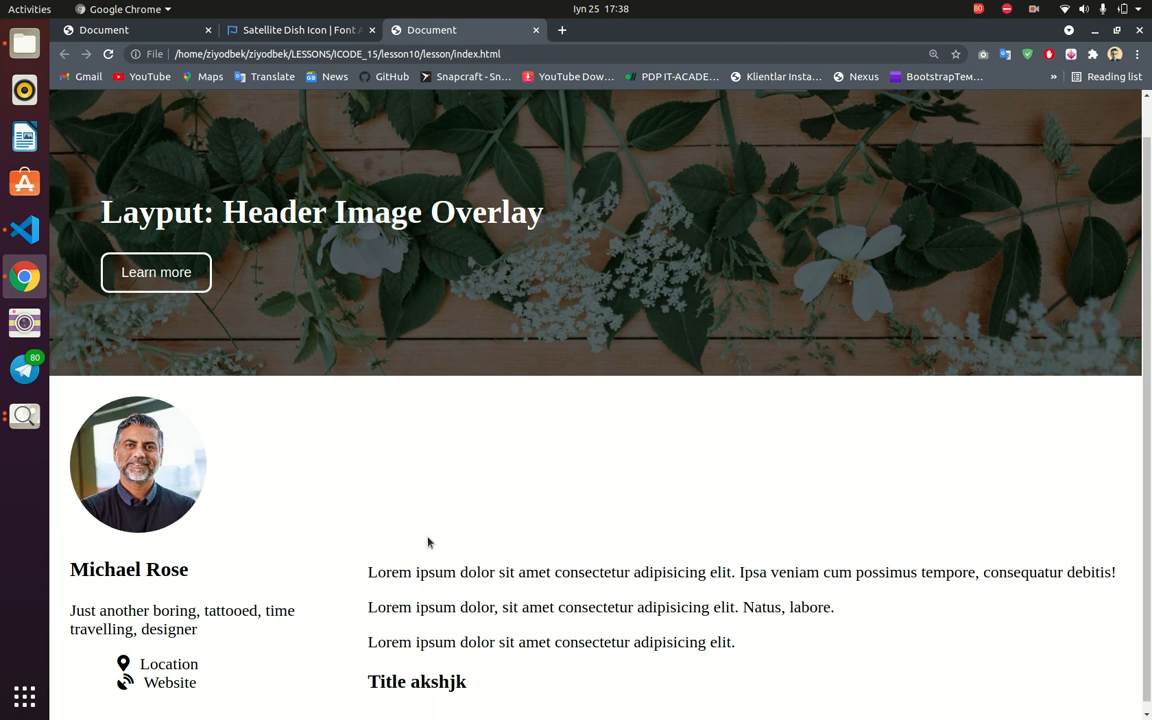 Activities
Google Chrome
Iyn 25 17:38
80
Document
Satellite Dish Icon | Font A
Document
File
/home/ziyodbek/ziyodbek/LESSONS/ICODE_15/lesson10/lesson/index.html
Gmail
YouTube
Maps
Translate
News
GitHub
Snapcraft - Sn...
YouTube Dow...
PDP IT-ACADE...
Klientlar Insta...
Nexus
BootstrapТем...
»
Reading list
Layput: Header Image Overlay
Learn more
80
Michael Rose
Just another boring, tattooed, time
travelling, designer
Location
Website
Lorem ipsum dolor sit amet consectetur adipisicing elit. Ipsa veniam cum possimus tempore, consequatur debitis!
Lorem ipsum dolor, sit amet consectetur adipisicing elit. Natus, labore.
Lorem ipsum dolor sit amet consectetur adipisicing elit.
Title akshjk